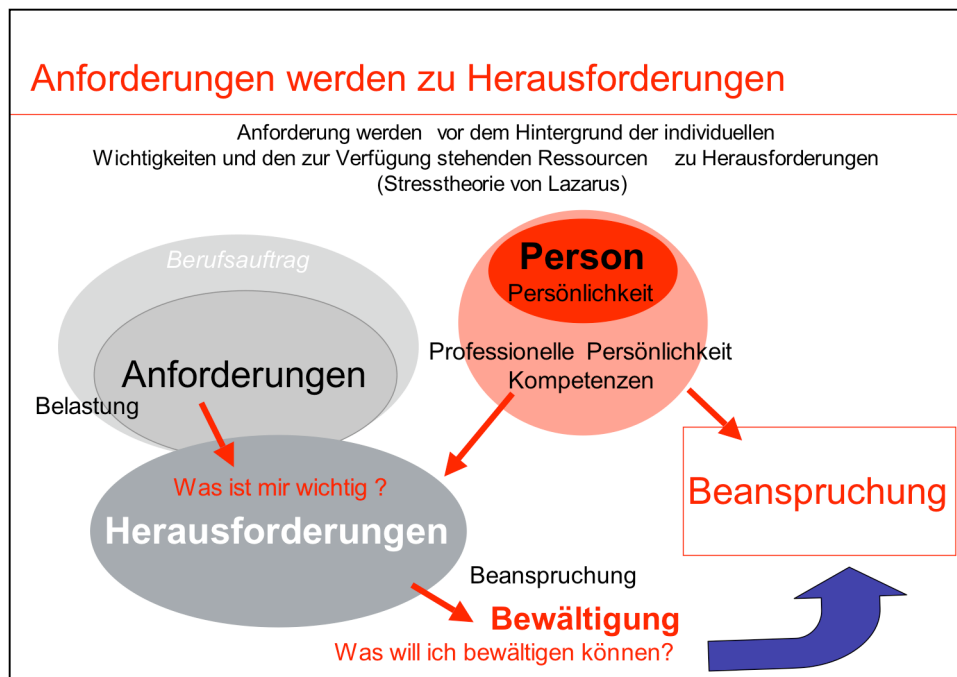 Anforderungen werden zu Herausforderungen
Anforderung werden vor dem Hintergrund der individuellen
Wichtigkeiten und den zur Verfügung stehenden Ressourcen zu Herausforderungen
(Stresstheorie von Lazarus)
Berufsauftrag
Person
Persönlichkeit
Professionelle Persönlichkeit
Kompetenzen
Anforderungen
Belastung
Was ist mir wichtig ?
Herausforderungen
Beanspruchung
Beanspruchung
Bewältigung
Was will ich bewältigen können?